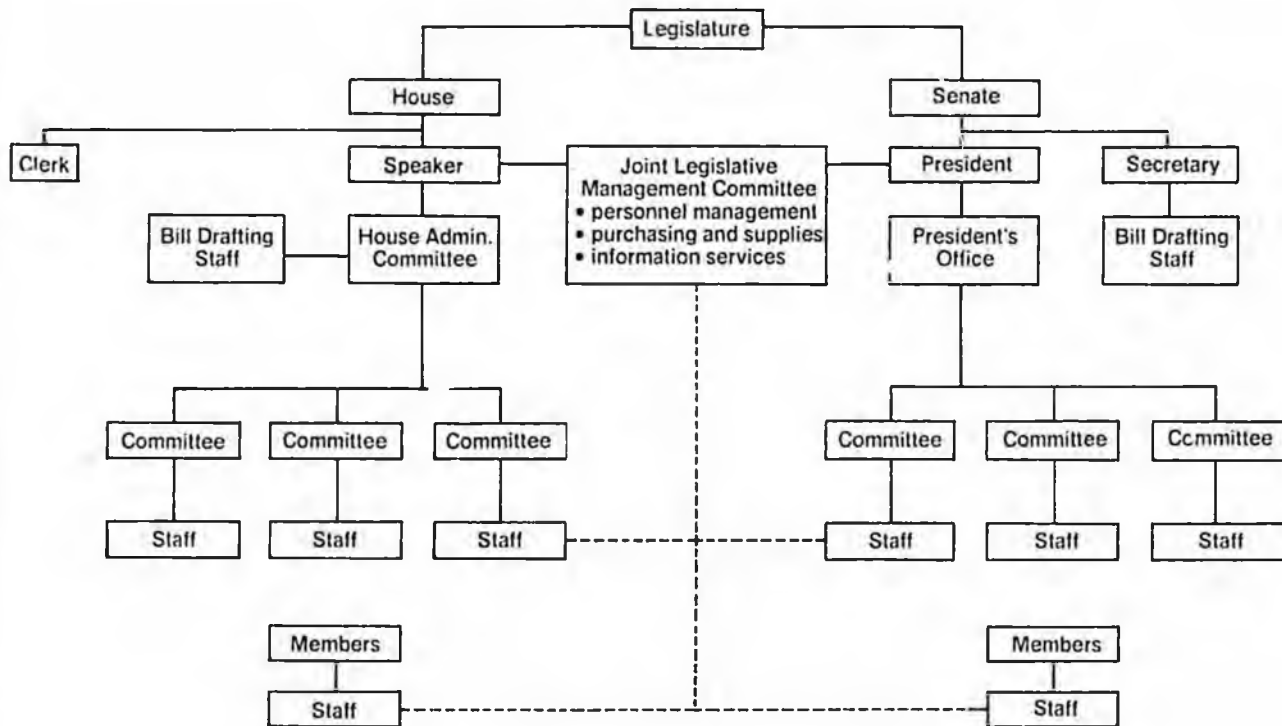 Legislature
House
Senate
Clerk
Speaker
Joint Legislative
Management Committee
• personnel management
• purchasing and supplies
• information services
President
Secretary
Bill Drafting
Staff
House Admin.
Committee
President's
Office
Bill Drafting
Staff
Committee
Committee
Committee
Committee
Committee
Committee
Staff
Staff
Staff
Staff
Staff
Staff
Members
Members
Staff
Staff